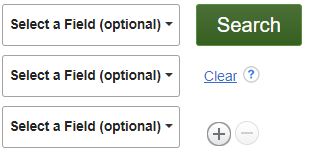 Select a Field (optional) Search
Select a Field (optional) Clear ?
Select a Field (optional)